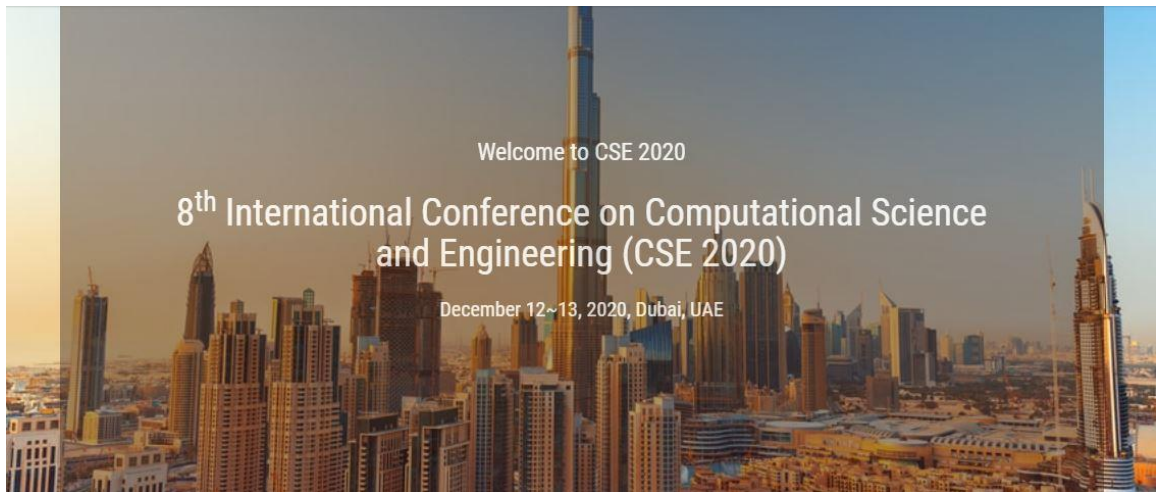 Welcome to CSE 2020
8th International Conference on Computational Science
and Engineering (CSE 2020)
December 12~13, 2020, Dubai, UAE